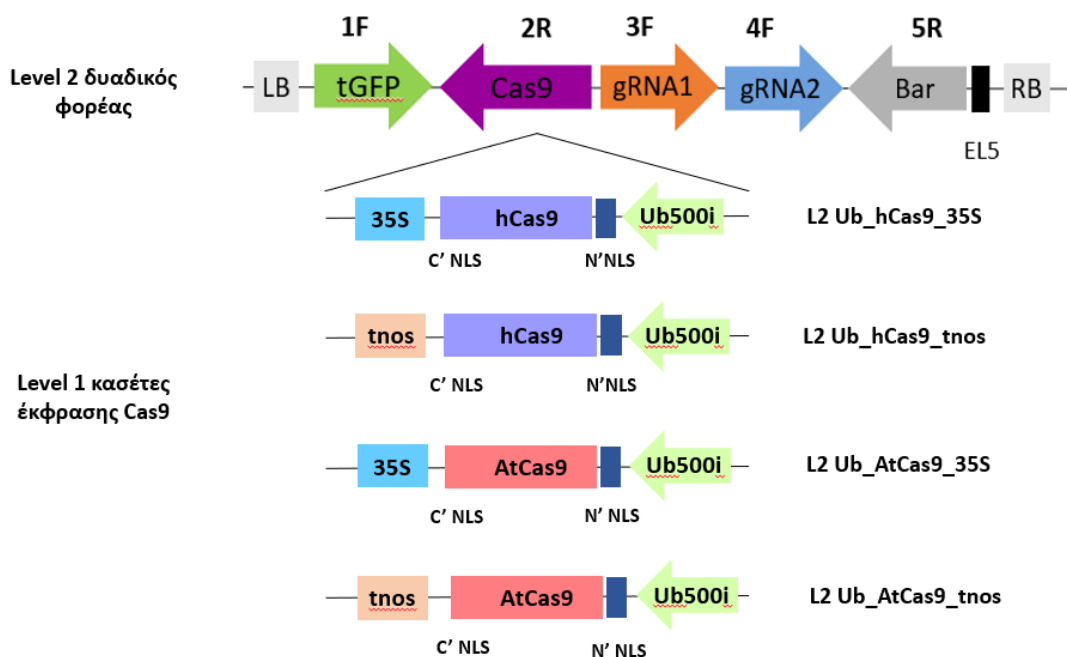 1F 2R 3F 4F 5R
Level 2 δυαδικός
φορέας
LB tGFP Cas9 gRNA1 gRNA2 Bar RB
EL5
35S hCas9 Ub500i L2 Ub_hCas9_35S
C’ NLS N’NLS
tnos hCas9 Ub500i L2 Ub_hCas9_tnos
C’ NLS N’NLS
Level 1 κασέτες
έκφρασης Cas9
35S AtCas9 Ub500i L2 Ub_AtCas9_35S
C’ NLS N’ NLS
tnos AtCas9 Ub500i L2 Ub_AtCas9_tnos
C’ NLS N’ NLS